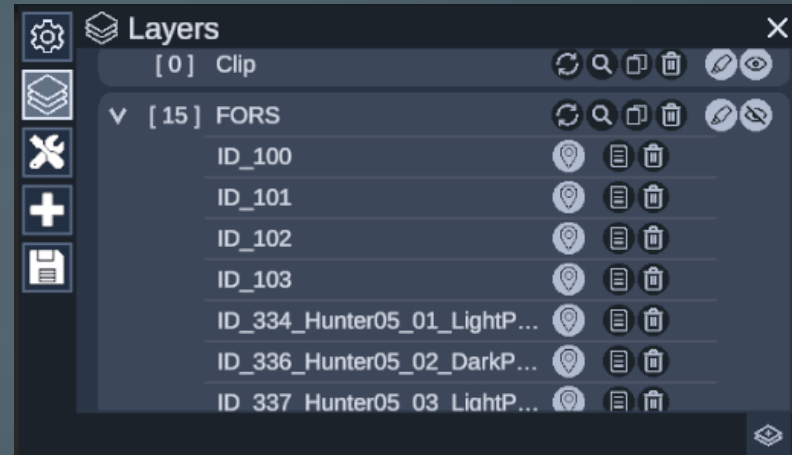 Layers
[ 0 ] Clip
[ 15 ] FORS
ID_100
ID_101
ID_102
ID_103
ID_334_Hunter05_01_LightP...
ID_336_Hunter05_02_DarkP...
ID_337_Hunter05_03_LightP...